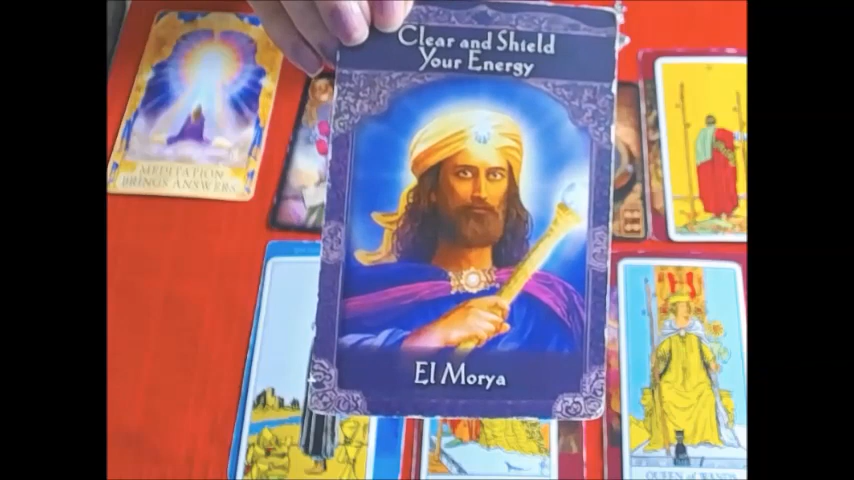 Clear and Shield
Your Energy
MEDITATION
BRINGS ANSWERS
El Morya
QUEEN of WANDS